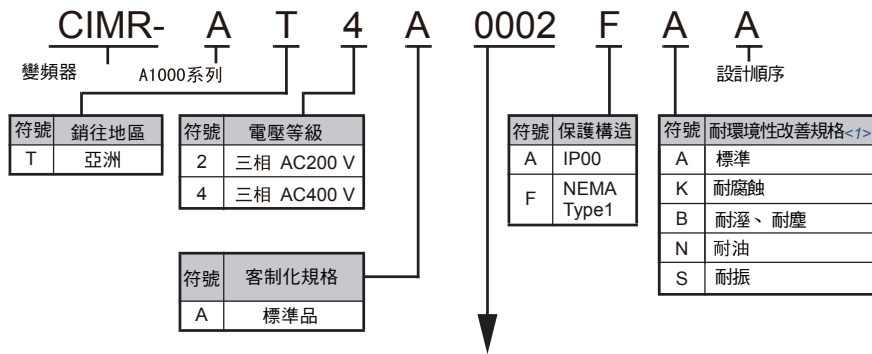 CIMR- A T 4 A 0002 F A A
變頻器
A1000系列
設計順序
符號 銷往地區
T 亞洲
符號 電壓等級
2 三相 AC200 V
4 三相 AC400 V
符號 客制化規格
A 標準品
符號 保護構造
A IP00
F NEMA
Type1
符號 耐環境性改善規格<1>
A 標準
K 耐腐蝕
B 耐溼、耐塵
N 耐油
S 耐振